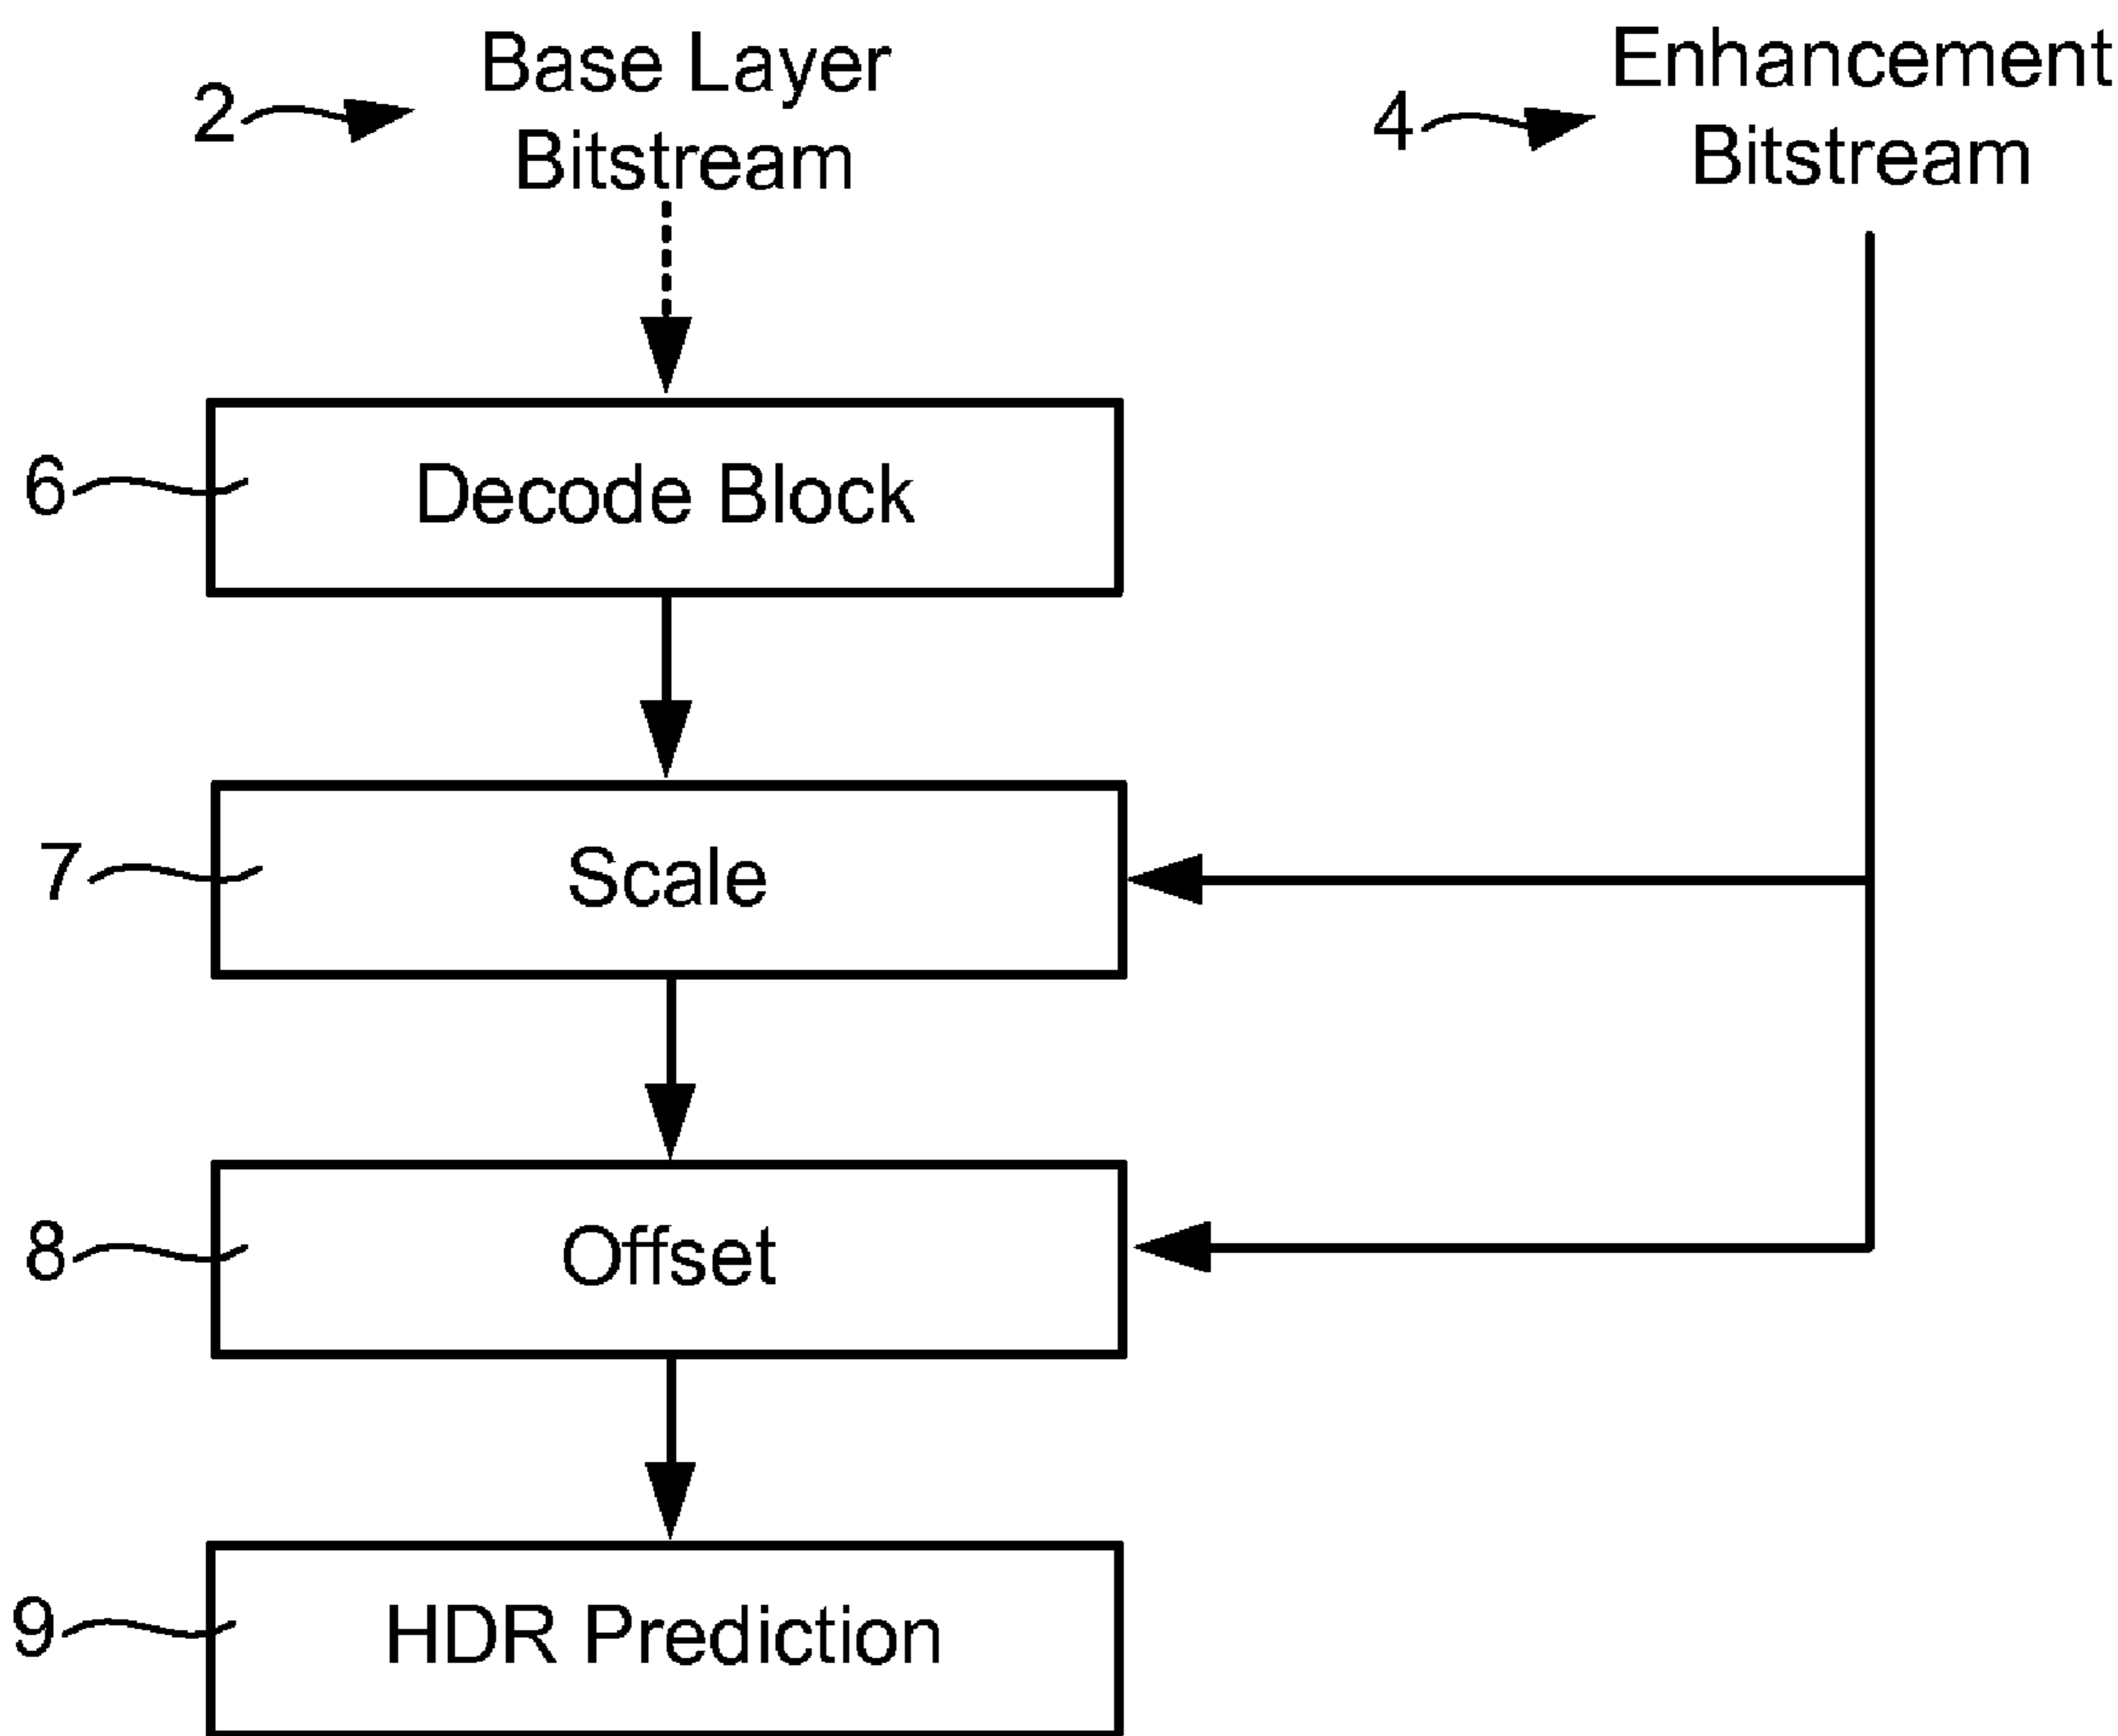 2
Base Layer
Bitstream
4
Enhancement
Bitstream
6
Decode Block
7
Scale
8
Offset
9
HDR Prediction